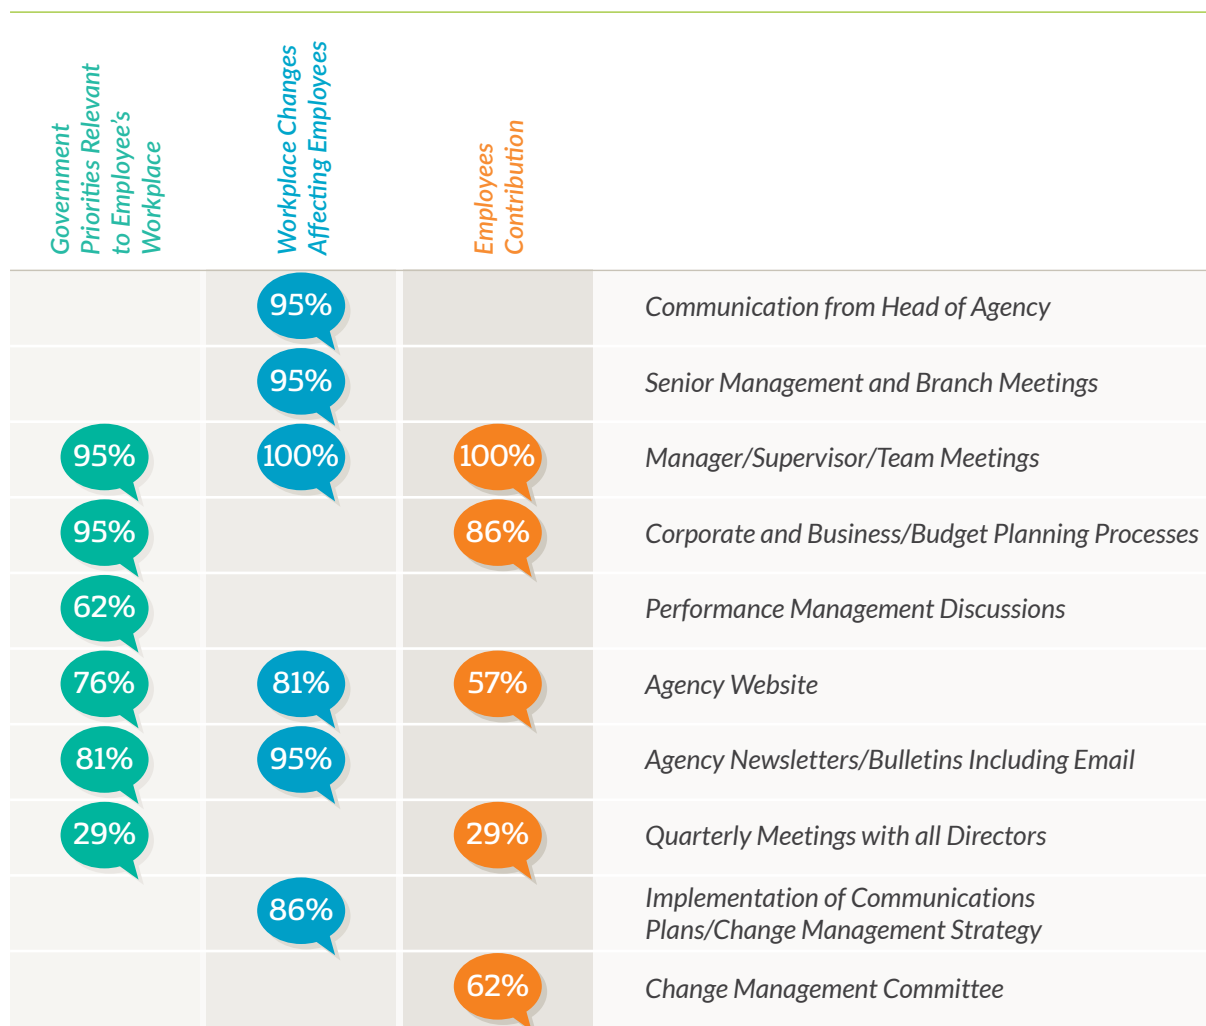 Government
Priorities Relevant
to Employee's
Workplace
Workplace Changes
Affecting Employees
Employees
Contribution
95% Communication from Head of Agency
95% Senior Management and Branch Meetings
95% 100% 100% Manager/Supervisor/Team Meetings
95% 86% Corporate and Business/Budget Planning Processes
62% Performance Management Discussions
76% 81% 57% Agency Website
81% 95% Agency Newsletters/Bulletins Including Email
29% 29% Quarterly Meetings with all Directors
86% Implementation of Communications
Plans/Change Management Strategy
62% Change Management Committee